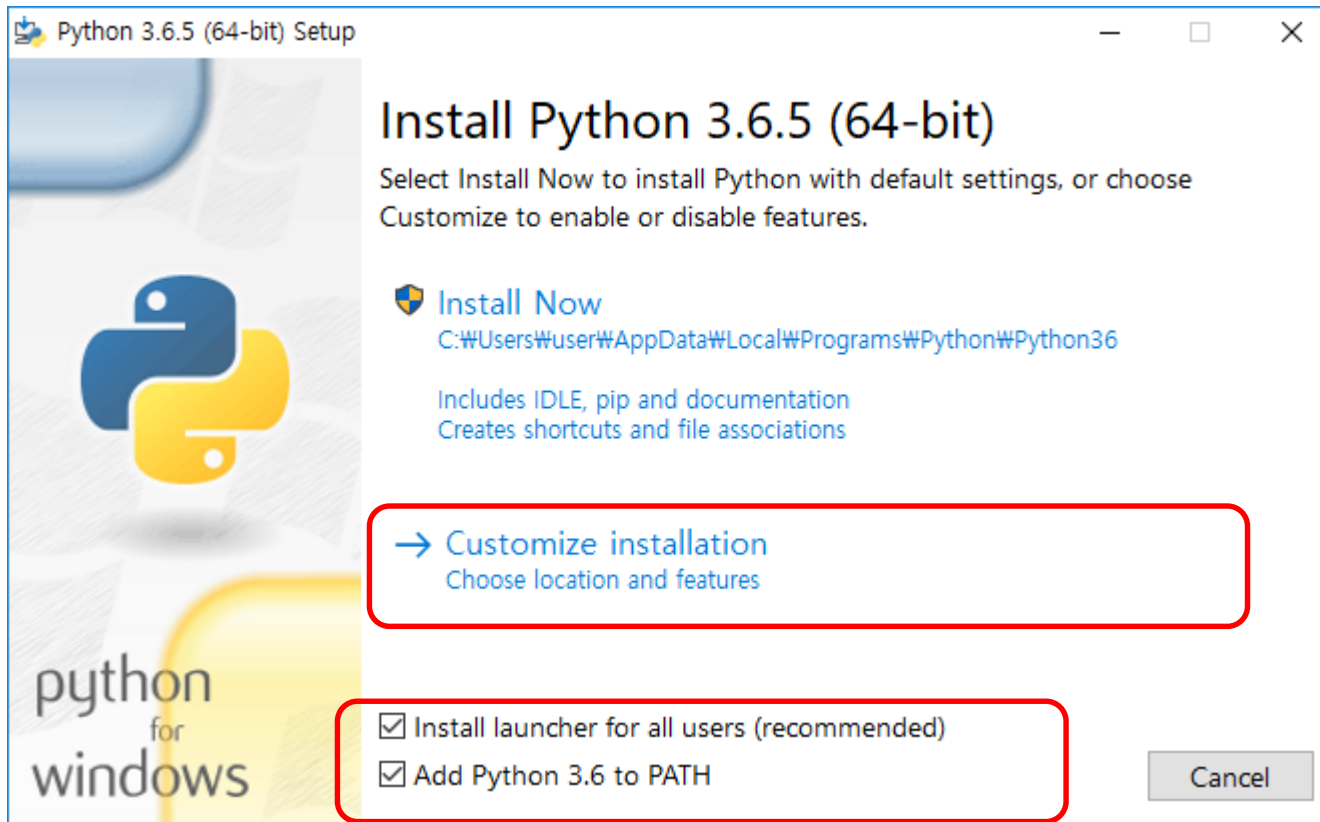 Python 3.6.5 (64-bit) Setup
Install Python 3.6.5 (64-bit)
Select Install Now to install Python with default settings, or choose
Customize to enable or disable features.
Install Now
C:₩Users₩user₩AppData₩Local₩Programs₩Python₩Python36
Includes IDLE, pip and documentation
Creates shortcuts and file associations
Customize installation
Choose location and features
python
for
windows
Install launcher for all users (recommended)
Add Python 3.6 to PATH
Cancel